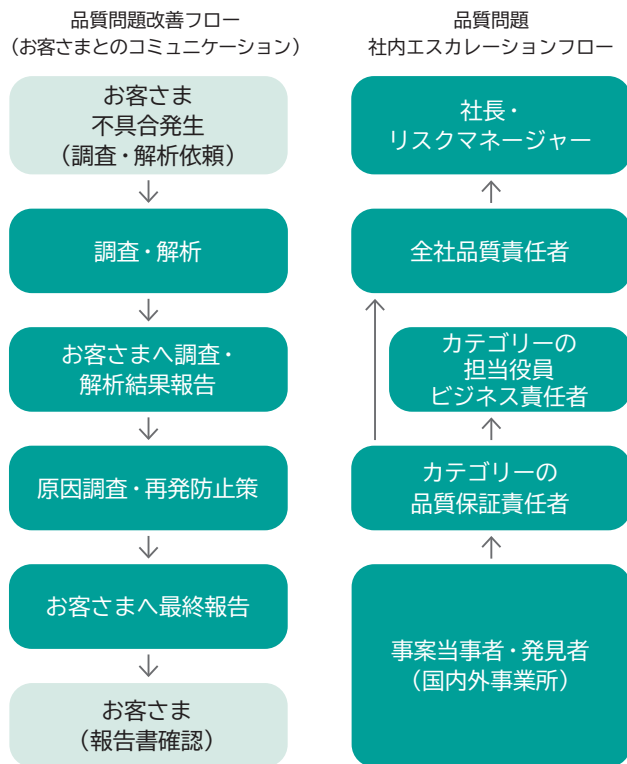 品質問題改善フロー
（お客さまとのコミュニケーション）
お客さま
不具合発生
（調査・解析依頼）
調査・解析
お客さまへ調査・
解析結果報告
原因調査・再発防止策
お客さまへ最終報告
お客さま
（報告書確認）
品質問題
社内エスカレーションフロー
社長・
リスクマネージャー
全社品質責任者
カテゴリーの
担当役員
ビジネス責任者
カテゴリーの
品質保証責任者
事案当事者・発見者
（国内外事業所）